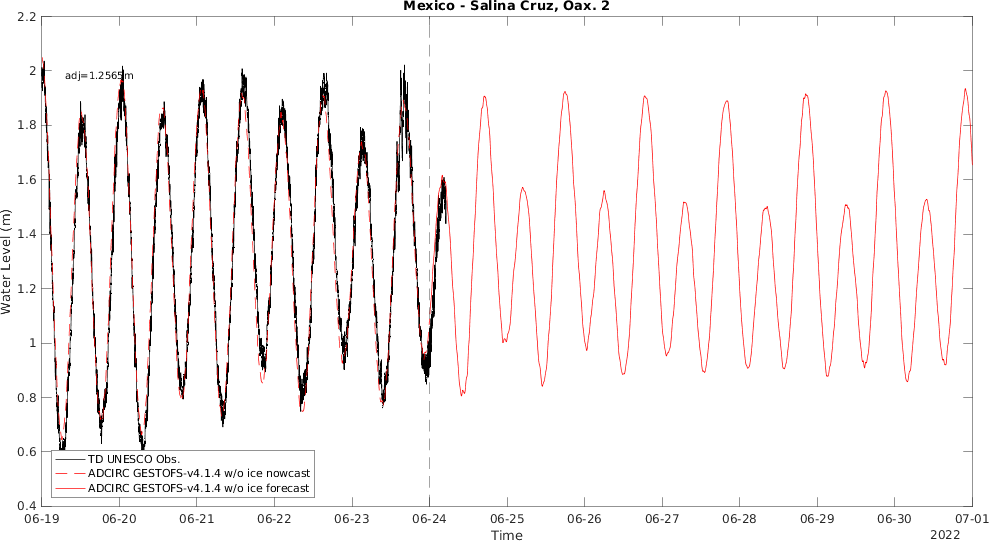 Mexico - Salina Cruz, Oax. 2
2.2
2
1.8
1.6
1.4
1.2
1
0.8
0.6
0.4
Water Level (m)
adj=1.2565m
TD UNESCO Obs.
ADCIRC GESTOFS-v4.1.4 w/o ice nowcast
ADCIRC GESTOFS-v4.1.4 w/o ice forecast
06-19 06-20 06-21 06-22 06-23 06-24 06-25 06-26 06-27 06-28 06-29 06-30 07-01
Time
2022